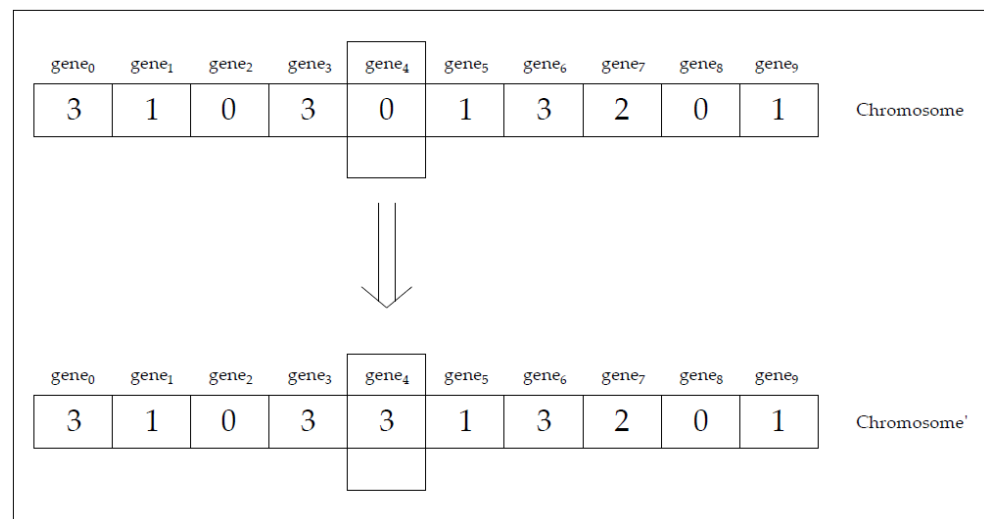 gene₀ gene₁ gene₂ gene₃ gene₄ gene₅ gene₆ gene₇ gene₈ gene₉
3 1 0 3 0 1 3 2 0 1 Chromosome
gene₀ gene₁ gene₂ gene₃ gene₄ gene₅ gene₆ gene₇ gene₈ gene₉
3 1 0 3 3 1 3 2 0 1 Chromosome'